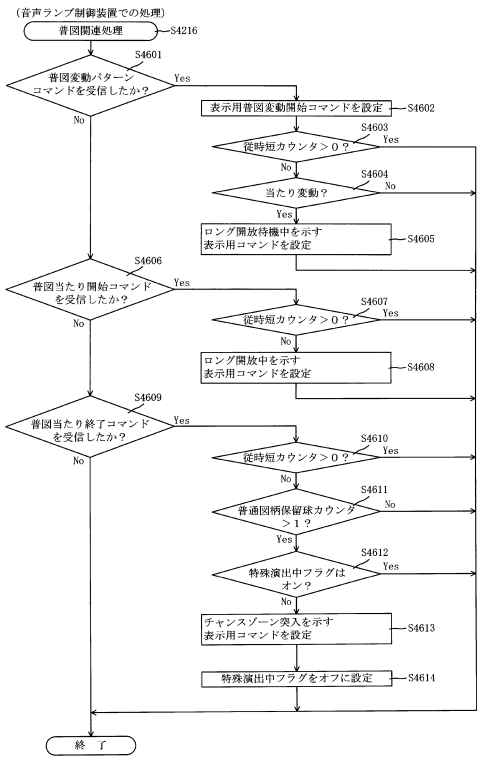 (音声ランプ制御装置での処理)
普図関連処理
S4216
S4601
普図変動パターン
コマンドを受信したか?
Yes
No
表示用普図変動開始コマンドを設定
S4602
S4603
従時短カウンタ>0?
Yes
No
S4604
当たり変動?
No
Yes
ロング開放待機中を示す
表示用コマンドを設定
S4605
S4606
普図当たり開始コマンド
を受信したか?
Yes
No
S4607
従時短カウンタ>0?
Yes
No
ロング開放中を示す
表示用コマンドを設定
S4608
S4609
普図当たり終了コマンド
を受信したか?
Yes
No
S4610
従時短カウンタ>0?
Yes
No
S4611
普通図柄保留球カウンタ
>1?
No
Yes
S4612
特殊演出中フラグは
オン?
Yes
No
チャンスゾーン突入を示す
表示用コマンドを設定
S4613
特殊演出中フラグをオフに設定
S4614
終 了